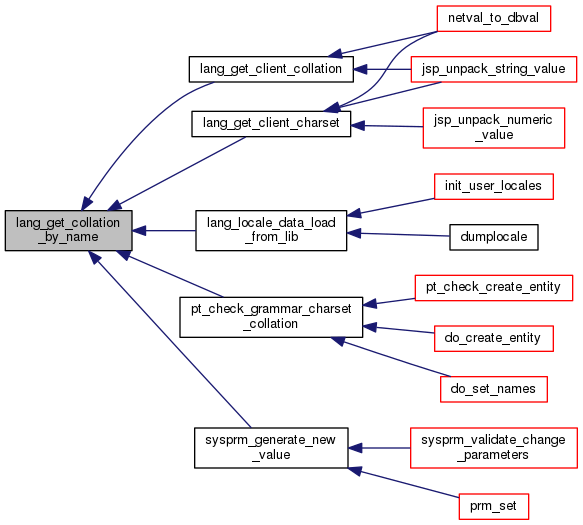 netval_to_dbval
lang_get_client_collation
jsp_unpack_string_value
lang_get_client_charset
jsp_unpack_numeric
_value
init_user_locales
lang_get_collation
_by_name
lang_locale_data_load
_from_lib
dumplocale
pt_check_create_entity
pt_check_grammar_charset
_collation
do_create_entity
do_set_names
sysprm_generate_new
_value
sysprm_validate_change
_parameters
prm_set